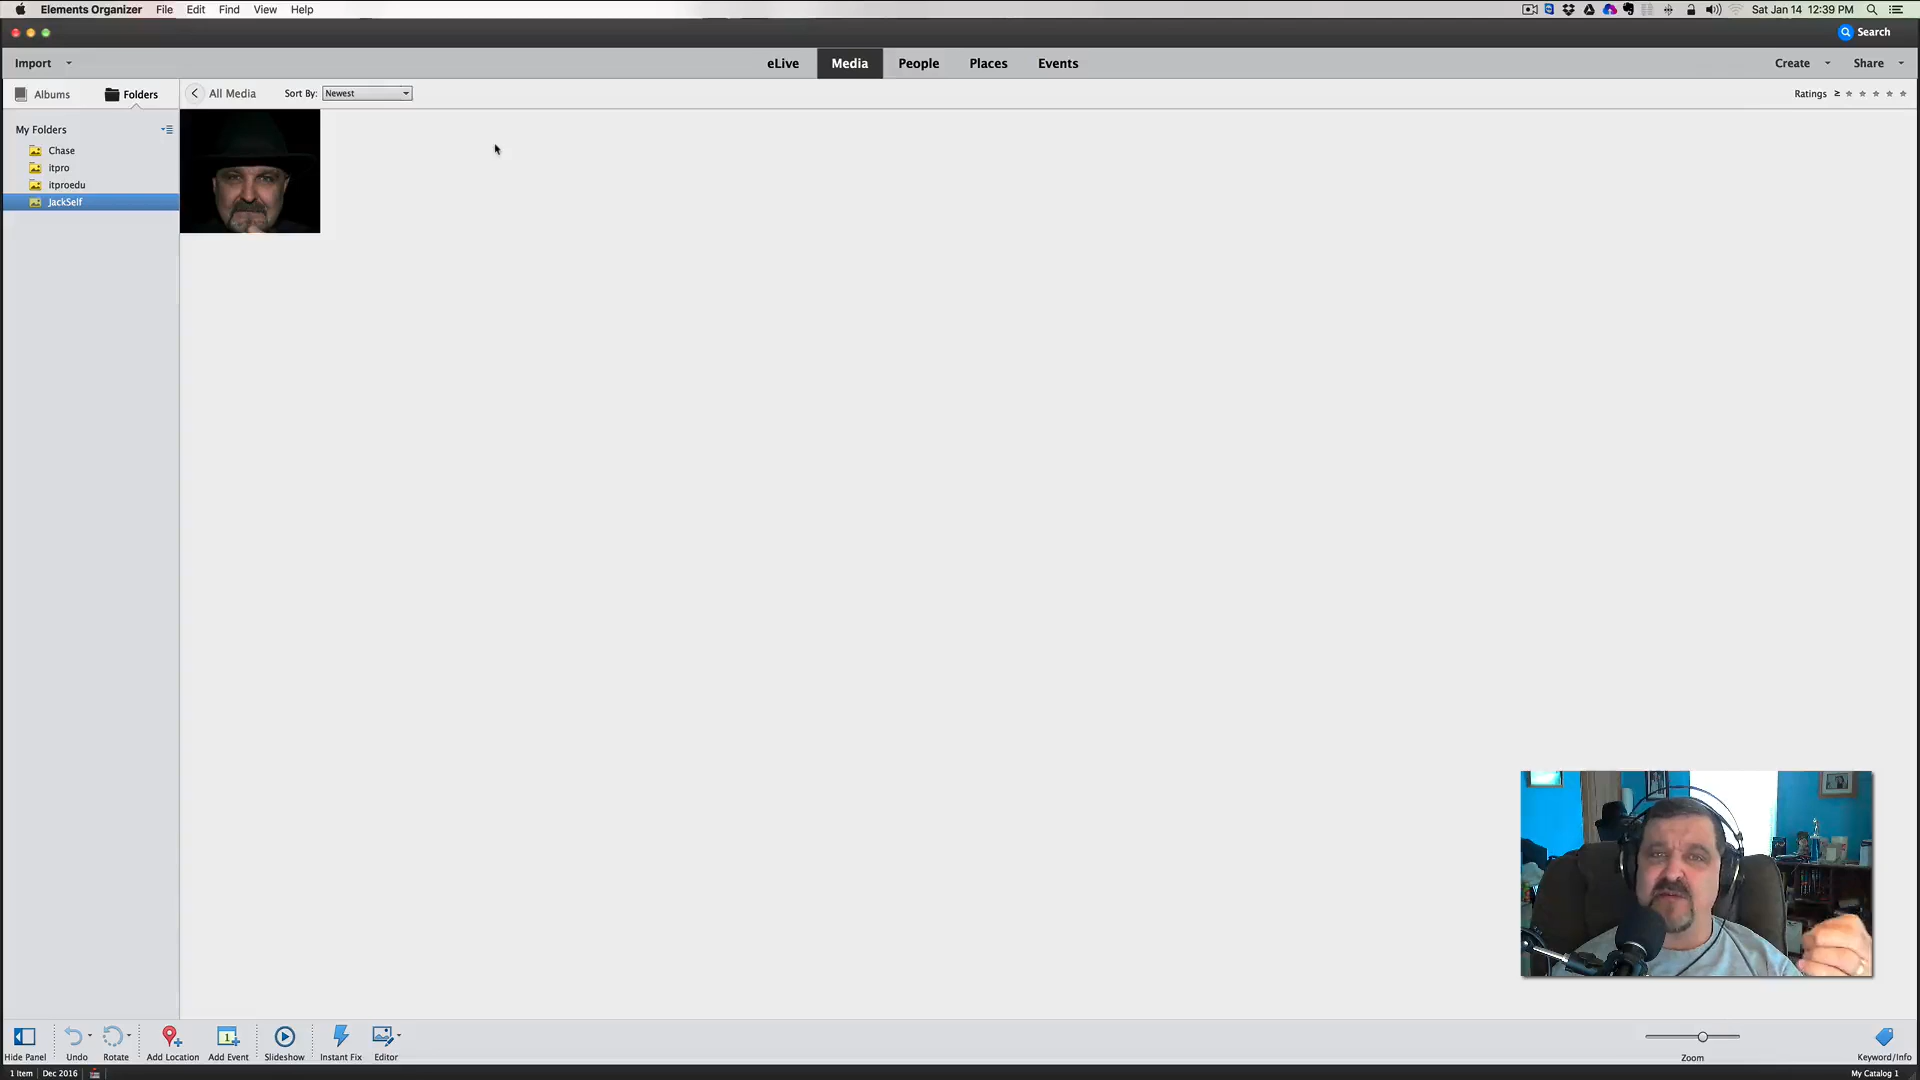 Elements Organizer File Edit Find View Help Sat Jan 14 12:39 PM
Search
Import eLive Media People Places Events Create Share
Albums Folders All Media Sort By: Newest Ratings ≥
My Folders
Chase
itpro
itproedu
JackSelf
1
Hide Panel Undo Rotate Add Location Add Event Slideshow Instant Fix Editor Zoom Keyword/Info
1 Item Dec 2016 My Catalog 1